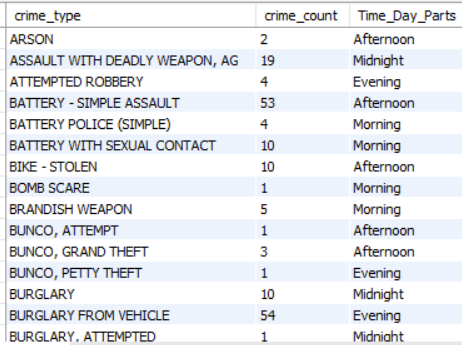 crime_type crime_count Time_Day_Parts
ARSON 2 Afternoon
ASSAULT WITH DEADLY WEAPON, AG 19 Midnight
ATTEMPTED ROBBERY 4 Evening
BATTERY - SIMPLE ASSAULT 53 Afternoon
BATTERY POLICE (SIMPLE) 4 Morning
BATTERY WITH SEXUAL CONTACT 10 Morning
BIKE - STOLEN 10 Afternoon
BOMB SCARE 1 Morning
BRANDISH WEAPON 5 Morning
BUNCO, ATTEMPT 1 Afternoon
BUNCO, GRAND THEFT 3 Afternoon
BUNCO, PETTY THEFT 1 Evening
BURGLARY 10 Midnight
BURGLARY FROM VEHICLE 54 Evening
BURGLARY, ATTEMPTED 1 Midnight